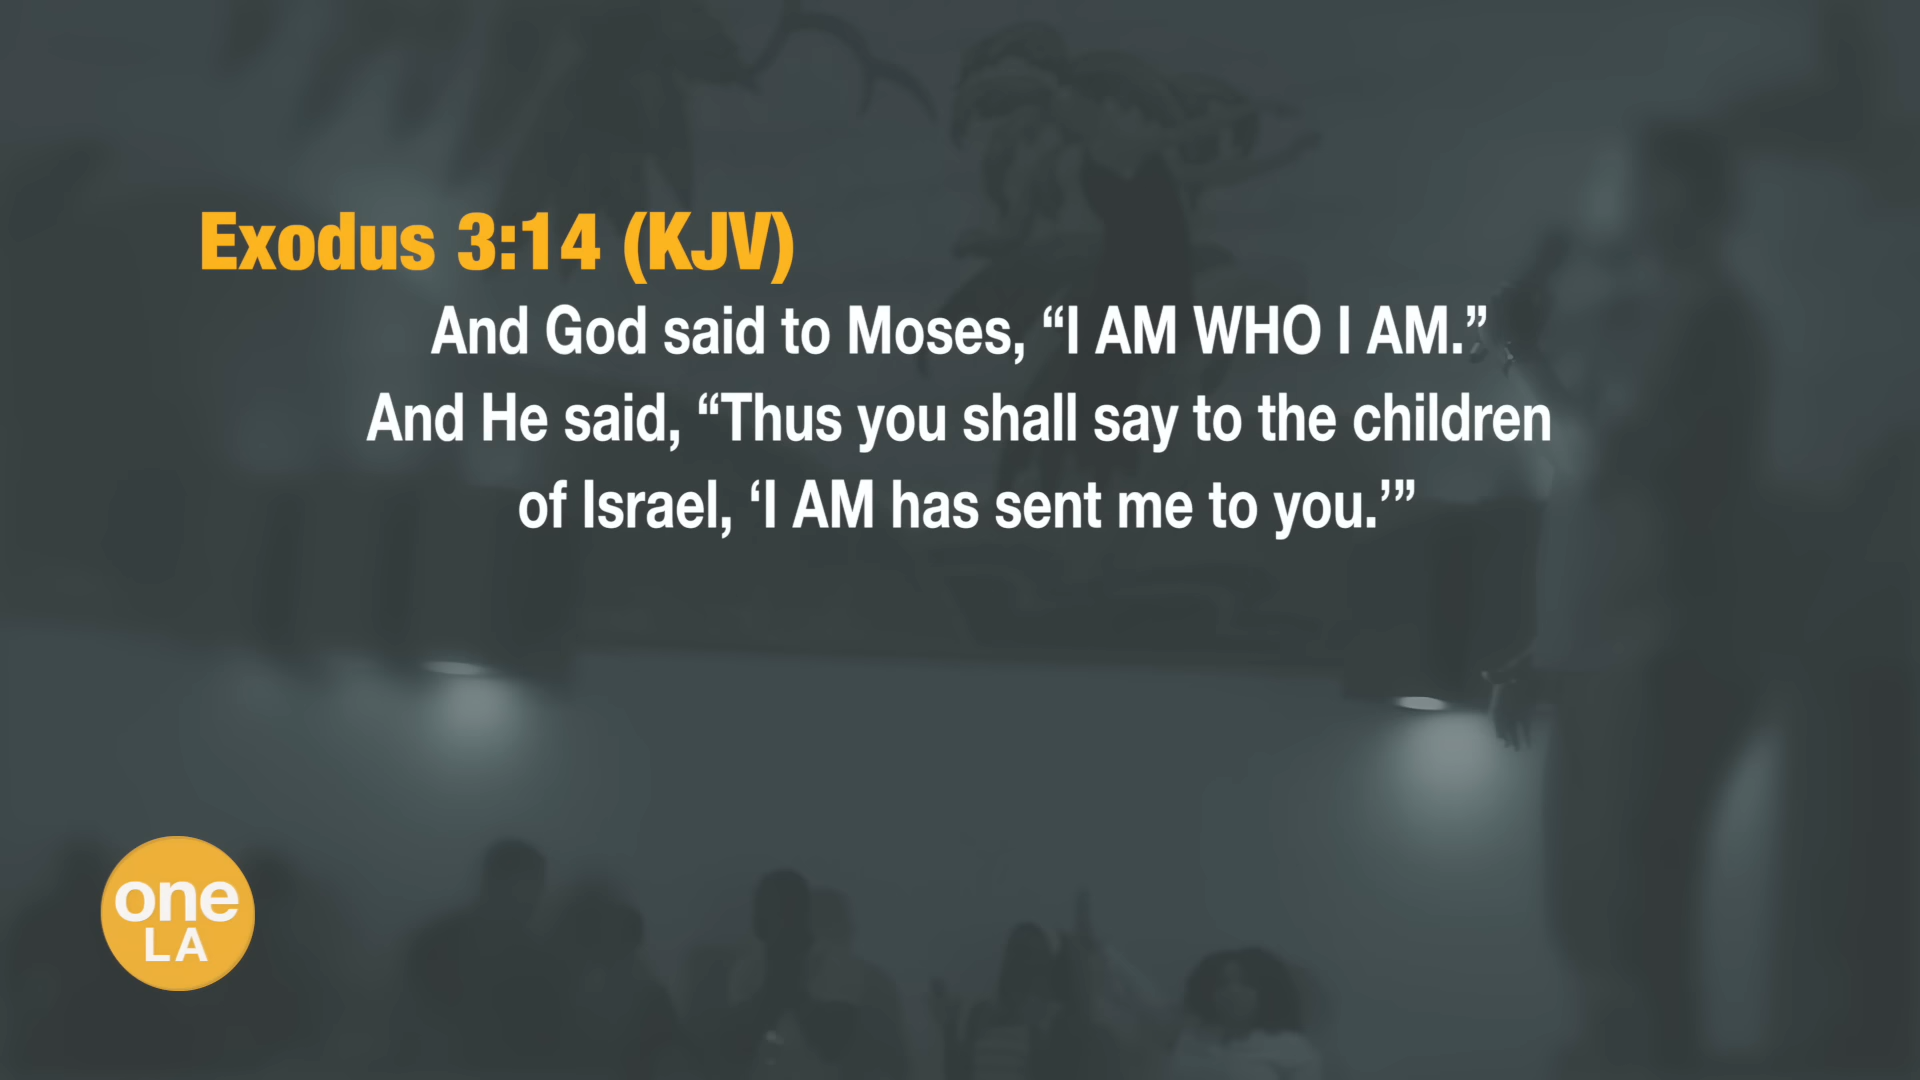 Exodus 3:14 (KJV)
And God said to Moses, “I AM WHO I AM.”
And He said, “Thus you shall say to the children
of Israel, ‘I AM has sent me to you.’”
one
LA